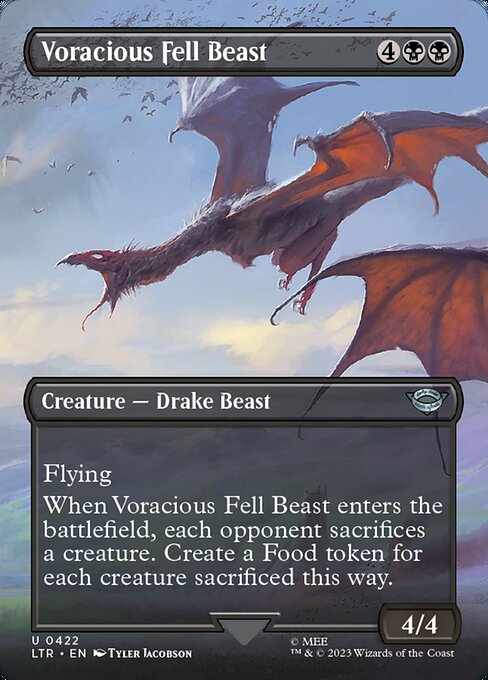 Voracious Fell Beast 4
Creature — Drake Beast
Flying
When Voracious Fell Beast enters the
battlefield, each opponent sacrifices
a creature. Create a Food token for
each creature sacrificed this way.
4/4
U 0422
LTR • EN Tyler Jacobson
© MEE
™ & © 2023 Wizards of the Coast